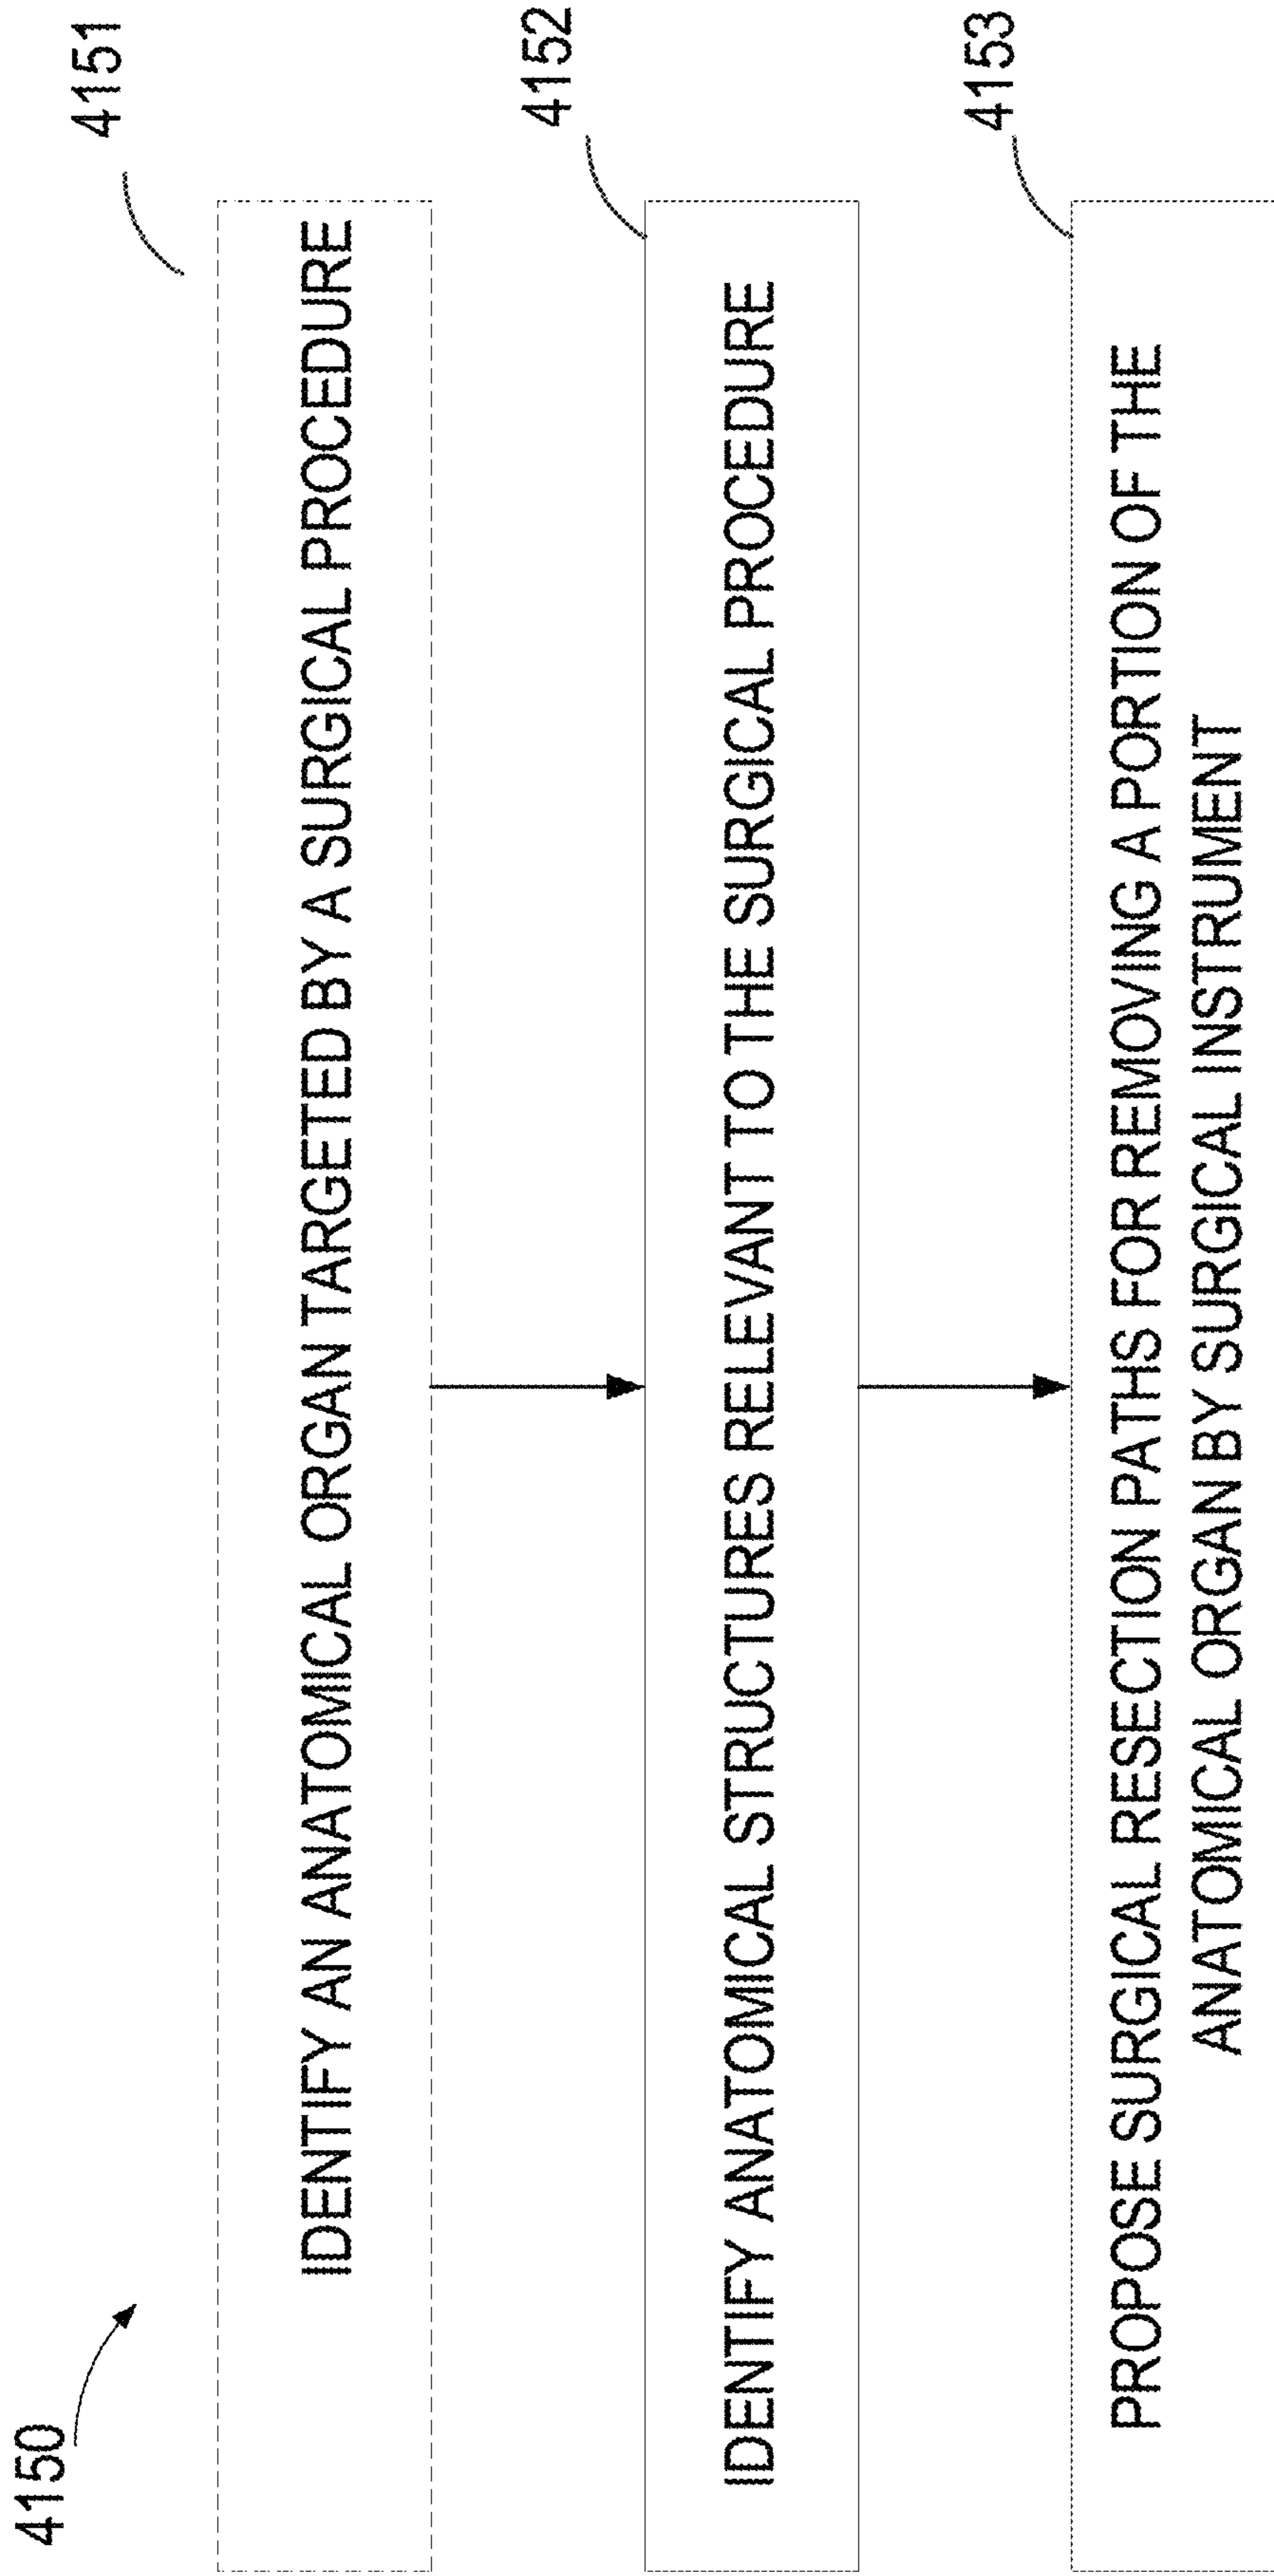 4150
4151
IDENTIFY AN ANATOMICAL ORGAN TARGETED BY A SURGICAL PROCEDURE
4152
IDENTIFY ANATOMICAL STRUCTURES RELEVANT TO THE SURGICAL PROCEDURE
4153
PROPOSE SURGICAL RESECTION PATHS FOR REMOVING A PORTION OF THE
ANATOMICAL ORGAN BY SURGICAL INSTRUMENT